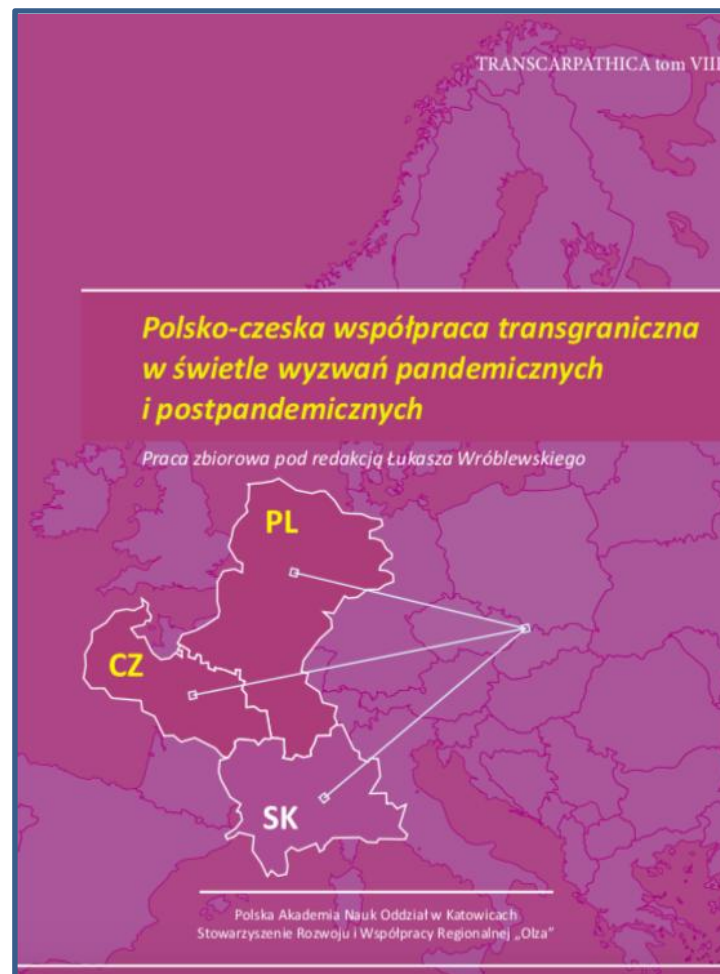 TRANSCARPATHICA tom VIII
Polsko-czeska współpraca transgraniczna
w świetle wyzwań pandemicznych
i postpandemicznych
Praca zbiorowa pod redakcją Łukasza Wróblewskiego
PL
CZ
SK
Polska Akademia Nauk Oddział w Katowicach
Stowarzyszenie Rozwoju i Współpracy Regionalnej „Olza”